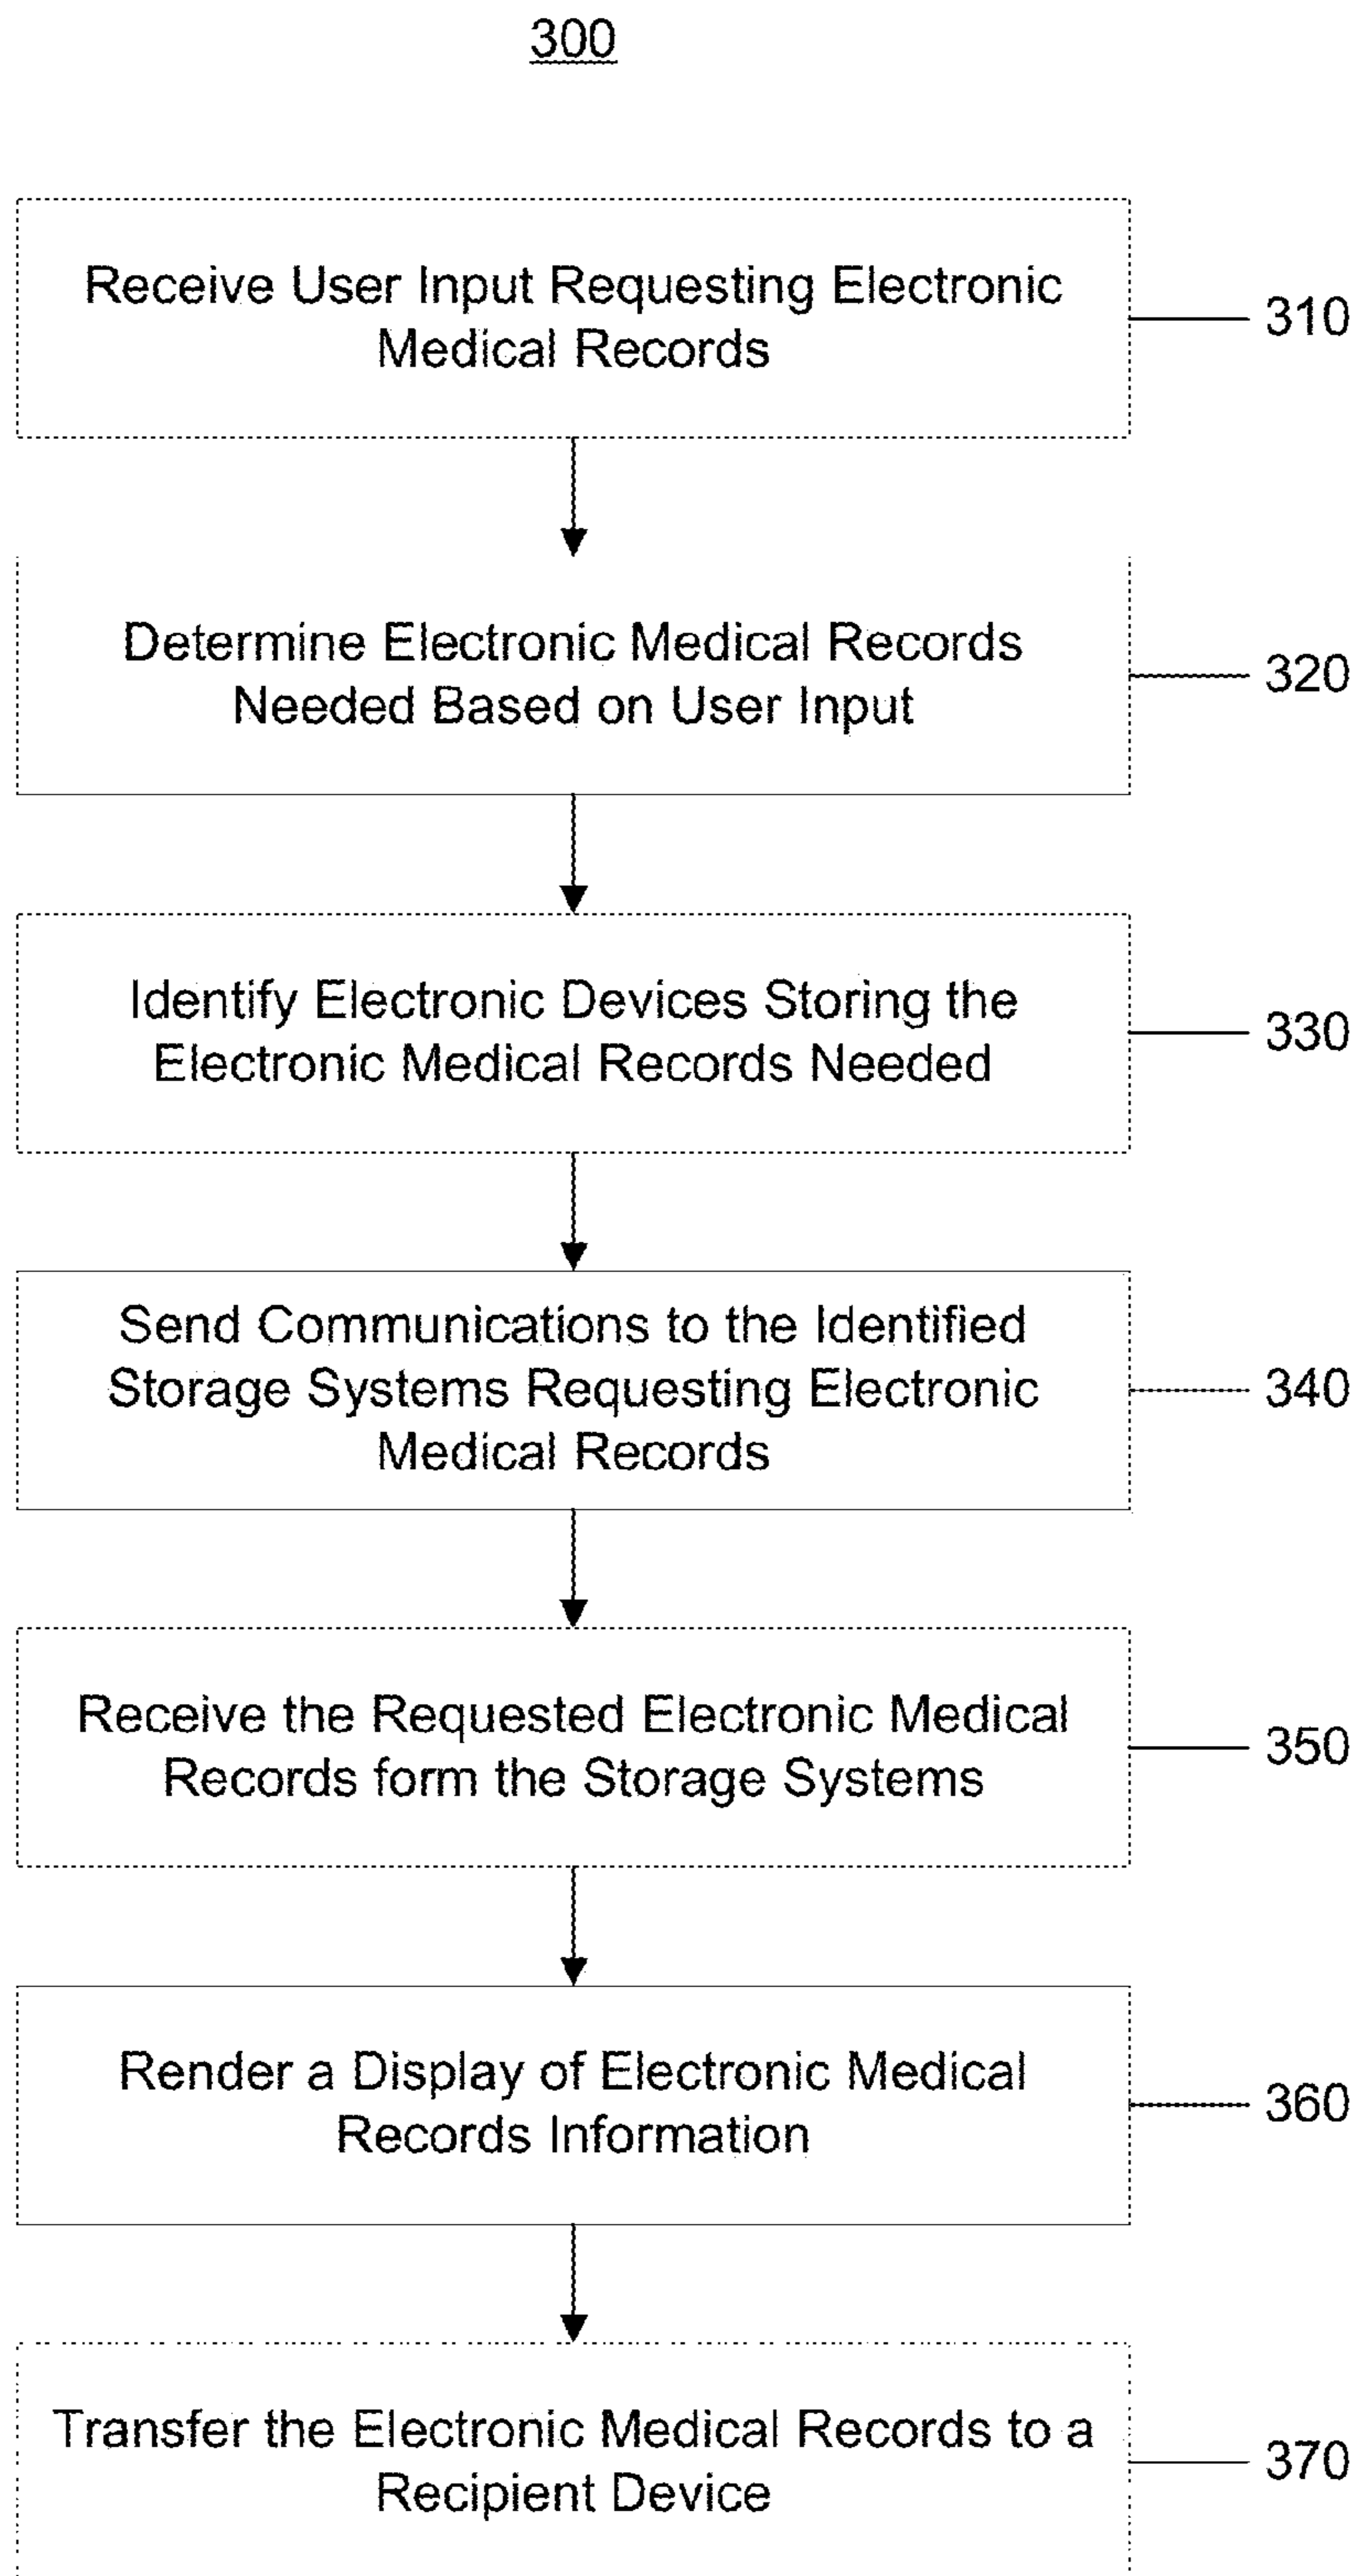 300
Receive User Input Requesting Electronic
Medical Records
310
Determine Electronic Medical Records
Needed Based on User Input
320
Identify Electronic Devices Storing the
Electronic Medical Records Needed
330
Send Communications to the Identified
Storage Systems Requesting Electronic
Medical Records
340
Receive the Requested Electronic Medical
Records form the Storage Systems
350
Render a Display of Electronic Medical
Records Information
360
Transfer the Electronic Medical Records to a
Recipient Device
370